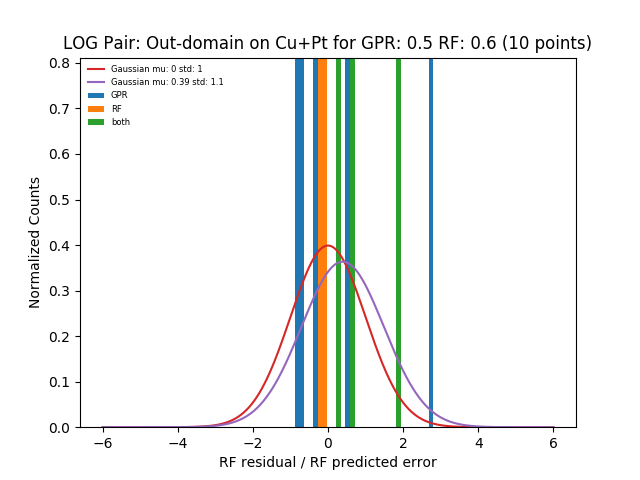 LOG Pair: Out-domain on Cu+Pt for GPR: 0.5 RF: 0.6 (10 points)
Gaussian mu: 0 std: 1
Gaussian mu: 0.39 std: 1.1
GPR
RF
both
0.8
0.7
0.6
0.5
0.4
0.3
0.2
0.1
0.0
Normalized Counts
−6 −4 −2 0 2 4 6
RF residual / RF predicted error